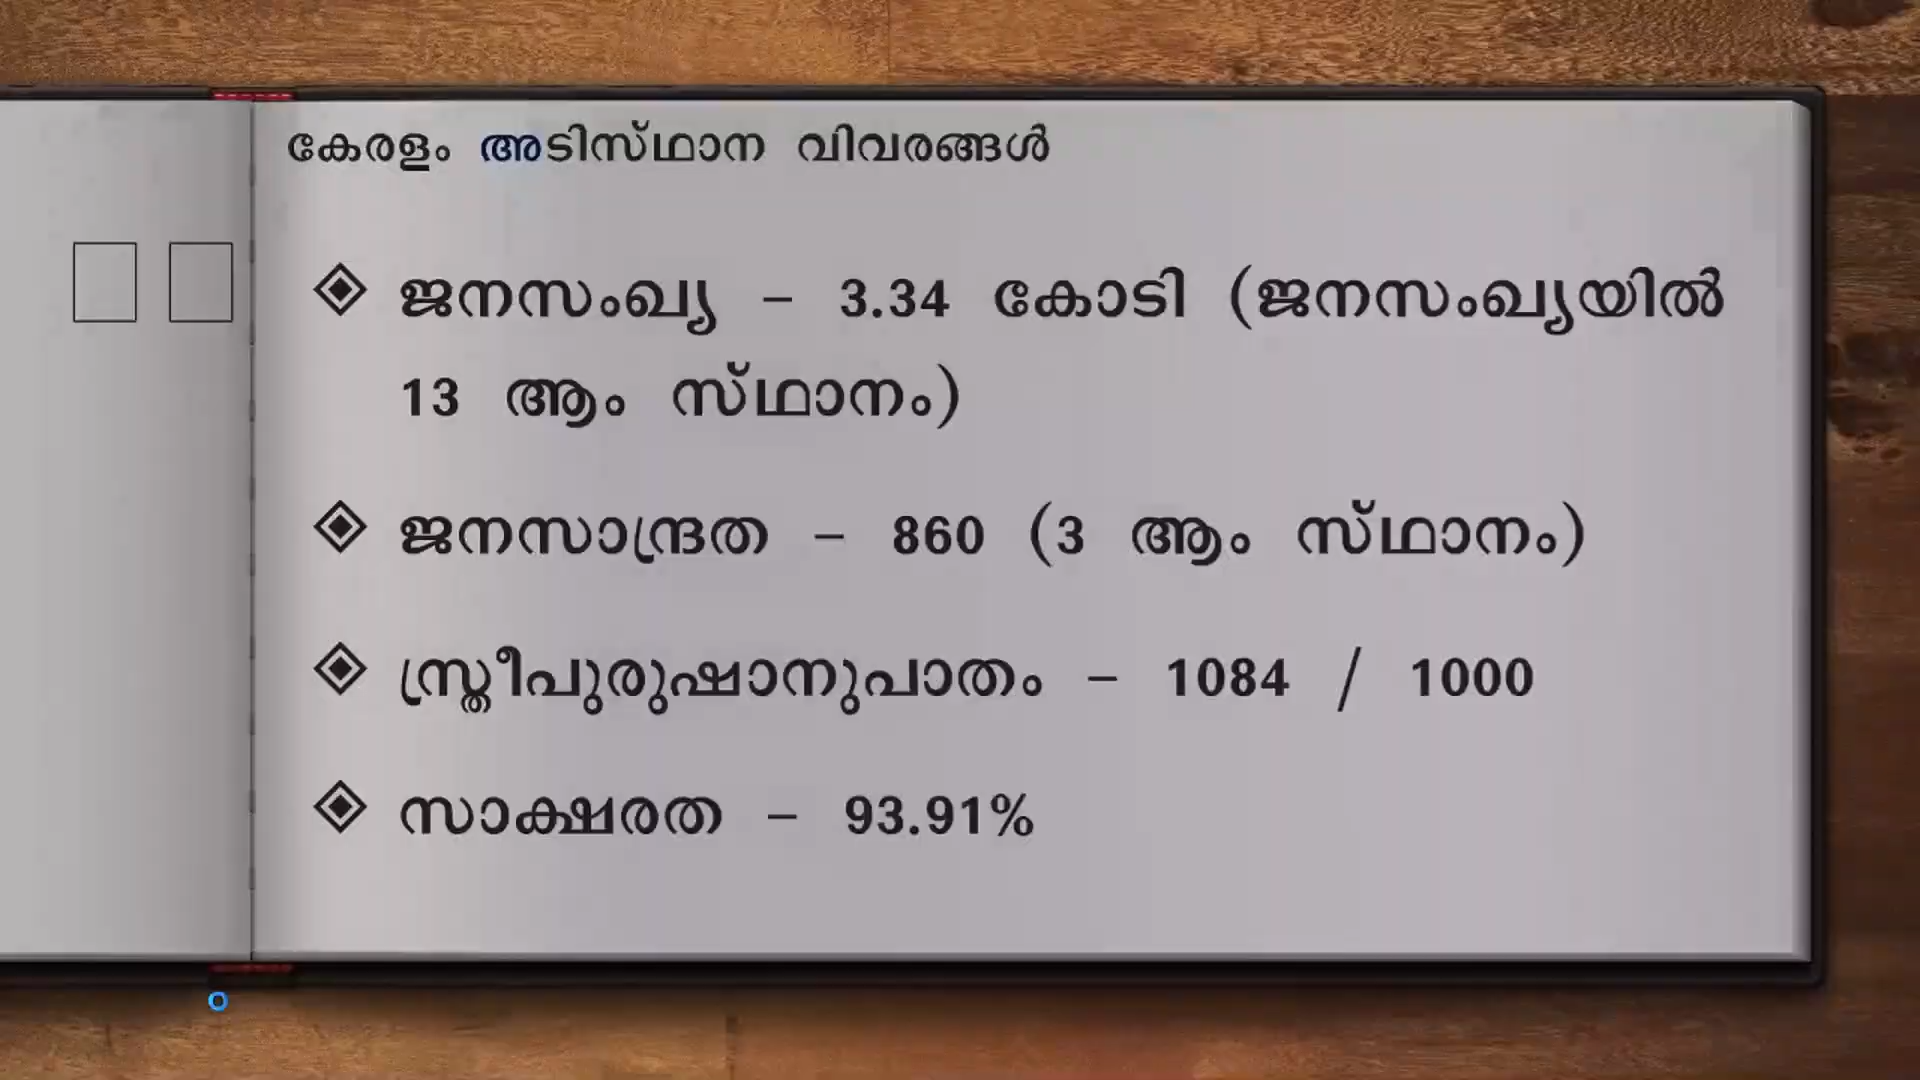 കേരളം അടിസ്ഥാന വിവരങ്ങൾ
ജനസംഖ്യ – 3.34 കോടി (ജനസംഖ്യയിൽ
13 ആം സ്ഥാനം)
ജനസാന്ദ്രത – 860 (3 ആം സ്ഥാനം)
സ്ത്രീപുരുഷാനുപാതം – 1084 / 1000
സാക്ഷരത – 93.91%